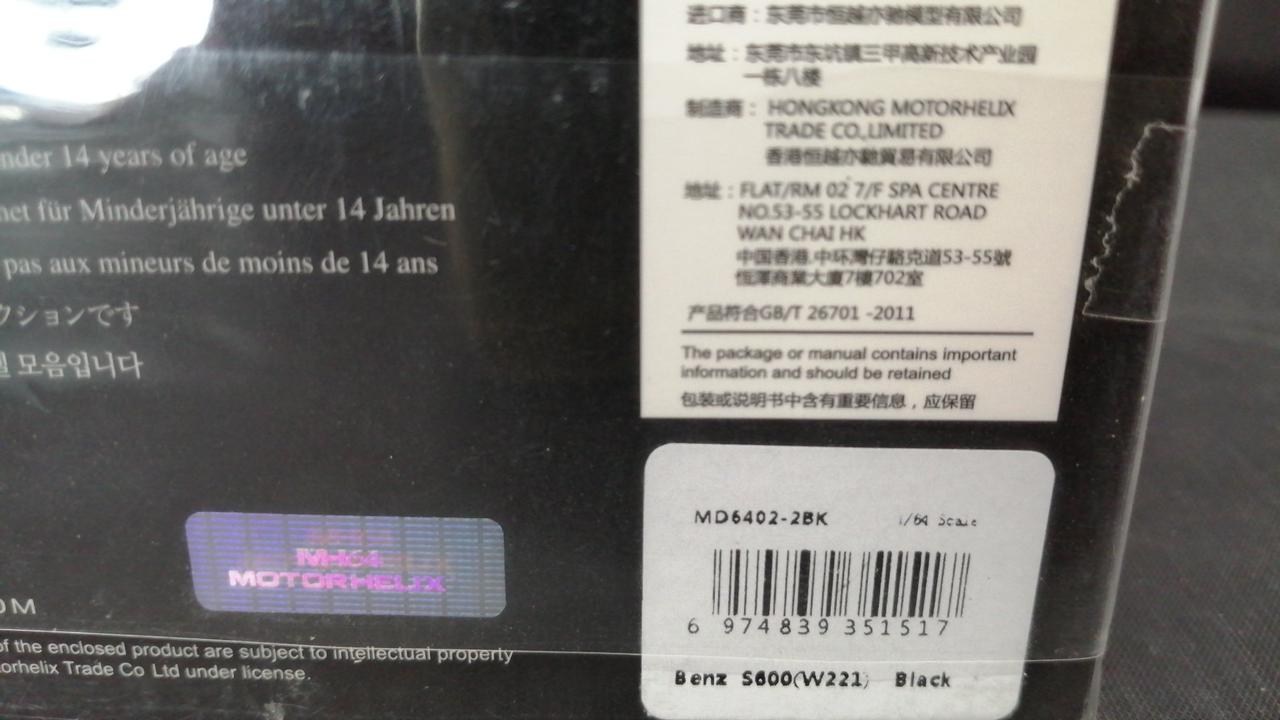 nder 14 years of age
net für Minderjährige unter 14 Jahren
pas aux mineurs de moins de 14 ans
クションです
모음입니다
进口商：东莞市恒越亦驰模型有限公司
地址：东莞市东坑镇三甲高新技术产业园
一栋八楼
制造商： HONGKONG MOTORHELIX
TRADE CO.,LIMITED
香港恒越亦馳貿易有限公司
地址：FLAT/RM 02 7/F SPA CENTRE
NO.53-55 LOCKHART ROAD
WAN CHAI HK
中国香港.中环灣仔駱克道53-55號
恒澤商業大廈7樓702室
产品符合GB/T 26701 -2011
The package or manual contains important
information and should be retained
包装或说明书中含有重要信息，应保留
MH64
MOTORHELIX
OM
of the enclosed product are subject to intellectual property
torhelix Trade Co Ltd under license.
MD6402-2BK 1/64 Scale
6 974839 351517
Benz S600(W221) Black